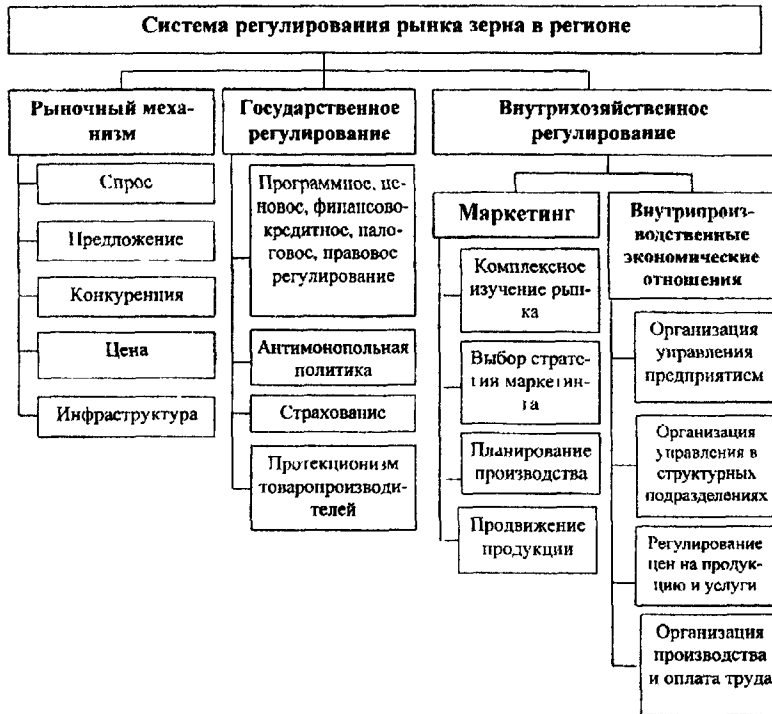 Система регулирования рынка зерна в регионе
Рыночный меха-
низм
Спрос
Предложение
Конкуренция
Цена
Инфраструктура
Государственное
регулирование
Программное, це-
новое, финансово-
кредитное, нало-
говое, правовое
регулирование
Антимонопольная
политика
Страхование
Протекционизм
товаропроизводи-
телей
Внутрихозяйственное
регулирование
Маркетинг
Комплексное
изучение рын-
ка
Выбор страте-
гии маркетин-
га
Планирование
производства
Продвижение
продукции
Внутрипроиз-
водственные
экономические
отношения
Организация
управления
предприятием
Организация
управления в
структурных
подразделениях
Регулирование
цен на продук-
цию и услуги
Организация
производства
и оплата труда